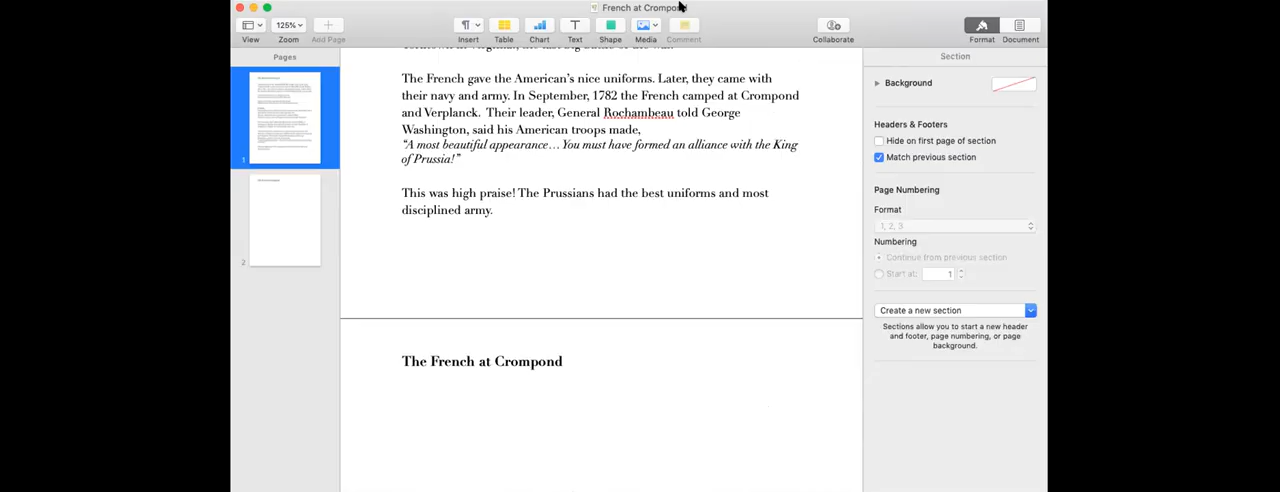 French at Crompond
125%
View
Zoom
Add Page
Insert
Table
Chart
Text
Shape
Media
Comment
Collaborate
Format
Document
Pages
Section
1
2
The French gave the American's nice uniforms. Later, they came with
their navy and army. In September, 1782 the French camped at Crompond
and Verplanck.  Their leader, General Rochambeau told George
Washington, said his American troops made,
“A most beautiful appearance… You must have formed an alliance with the King
of Prussia!”
This was high praise! The Prussians had the best uniforms and most
disciplined army.
The French at Crompond
Background
Headers & Footers
Hide on first page of section
Match previous section
Page Numbering
Format
1, 2, 3
Numbering
Continue from previous section
Start at: 1
Create a new section
Sections allow you to start a new header
and footer, page numbering, or page
background.